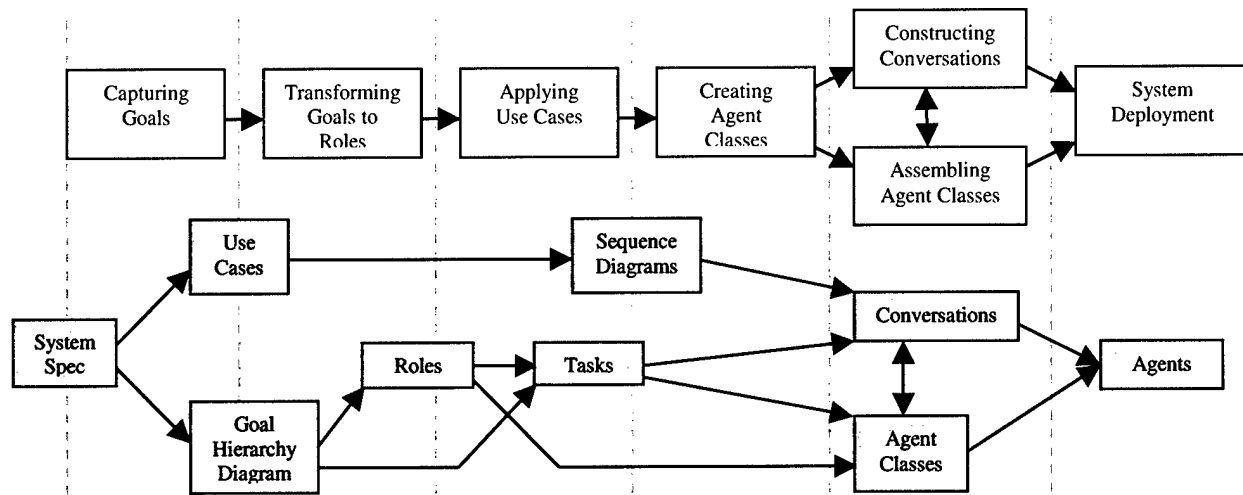 Capturing
Goals
Transforming
Goals to
Roles
Applying
Use Cases
Creating
Agent
Classes
Constructing
Conversations
Assembling
Agent Classes
System
Deployment
Use
Cases
Sequence
Diagrams
System
Spec
Roles
Tasks
Conversations
Agents
Goal
Hierarchy
Diagram
Agent
Classes